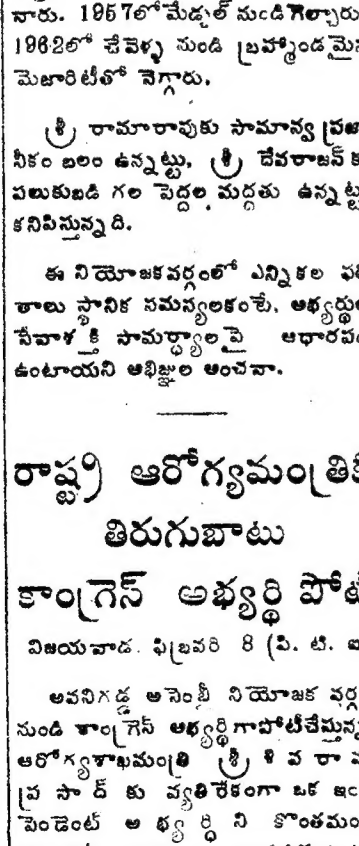 నారు. 1957లో మేడ్చల్ నుండి గెల్చారు
1962లో చేవెళ్ళ నుండి బ్రహ్మాండమై
మెజారిటీతో నెగ్గారు.
శ్రీ రామారావుకు సామాన్య ప్రజా
నీకం బలం ఉన్నట్టు, శ్రీ దేవరాజన్ క
పలుకుబడి గల పెద్దల మద్దతు ఉన్నట్టు
కనిపిస్తున్నది.
ఈ నియోజకవర్గంలో ఎన్నికల ఫలి
తాలు స్థానిక సమస్యలకంటే, అభ్యర్థుల
సేవాశక్తి సామర్థ్యాలపై ఆధారపడి
ఉంటాయని అభిజ్ఞుల అంచనా.
రాష్ట్ర ఆరోగ్యమంత్రికి
తిరుగుబాటు
కాంగ్రెస్ అభ్యర్థి పోటీ
విజయవాడ, ఫిబ్రవరి 8 (పి. టి. ఐ
అవనిగడ్డ అసెంబ్లీ నియోజక వర్గ
నుండి కాంగ్రెస్ అభ్యర్థిగాపోటీచేస్తున్న
ఆరోగ్యశాఖమంత్రి శ్రీ శివరా మ
ప్రసాద్ కు వ్యతిరేకంగా ఒక ఇం
పెండెంట్ అభ్యర్థిని కొంతమం